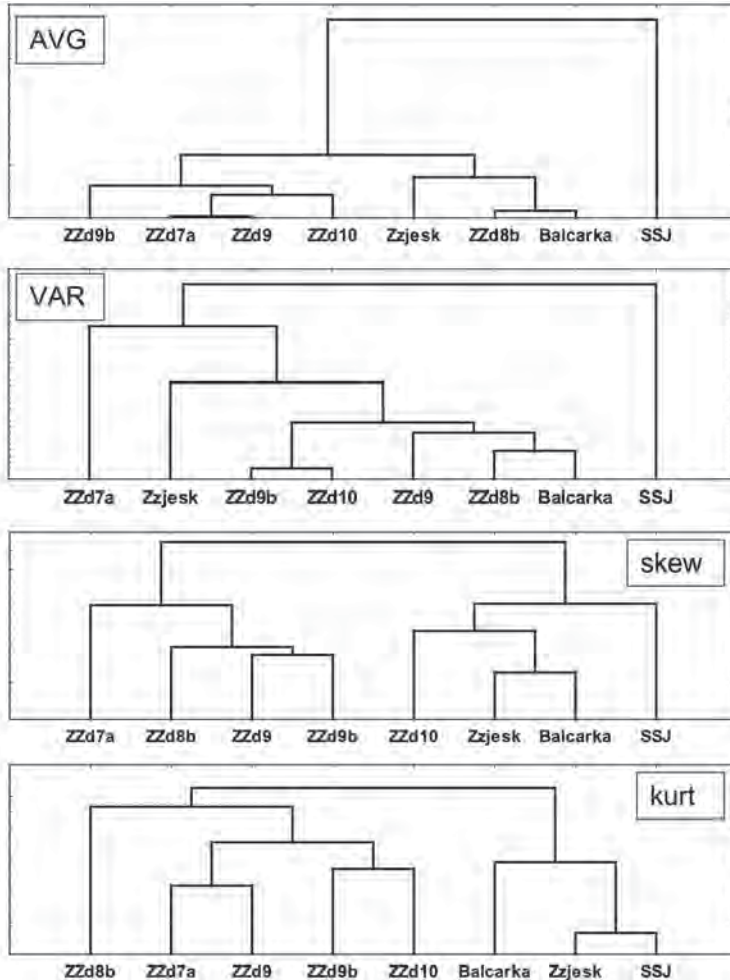 AVG
ZZd9b ZZd7a ZZd9 ZZd10 Zzjesk ZZd8b Balcarka SSJ
VAR
ZZd7a Zzjesk ZZd9b ZZd10 ZZd9 ZZd8b Balcarka SSJ
skew
ZZd7a ZZd8b ZZd9 ZZd9b ZZd10 Zzjesk Balcarka SSJ
kurt
ZZd8b ZZd7a ZZd9 ZZd9b ZZd10 Balcarka Zzjesk SSJ